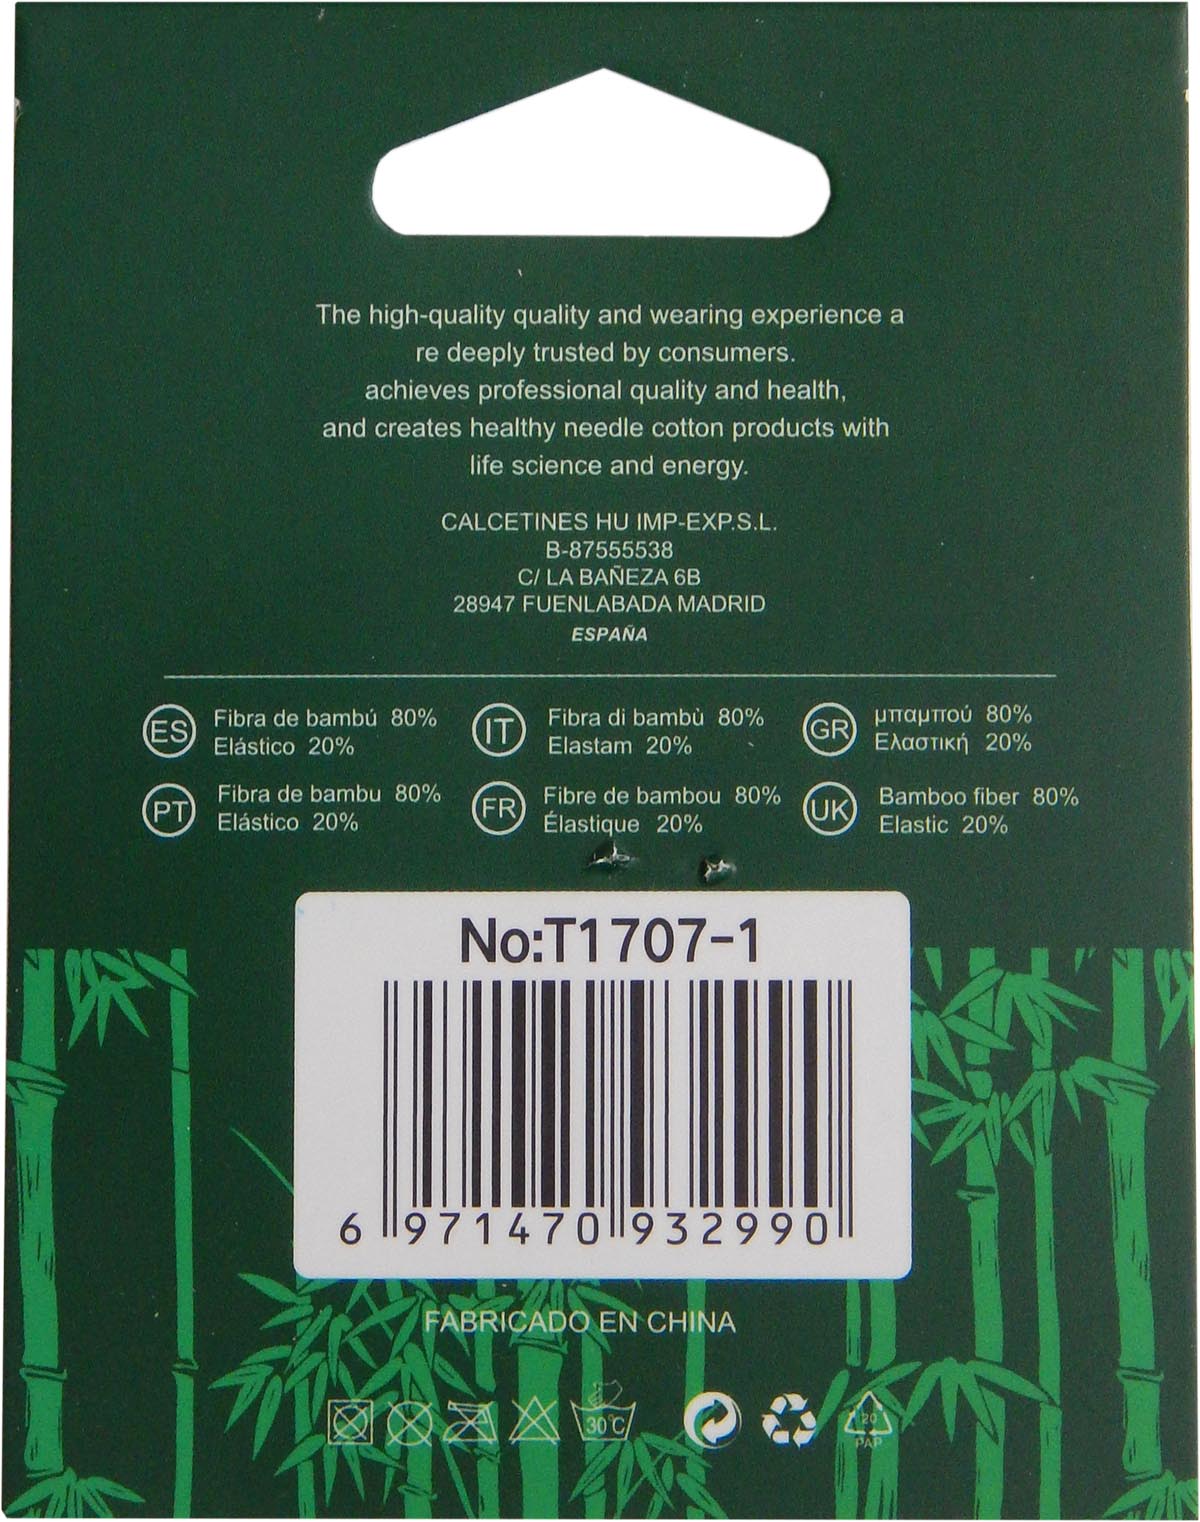 The high-quality quality and wearing experience a
re deeply trusted by consumers.
achieves professional quality and health,
and creates healthy needle cotton products with
life science and energy.
CALCETINES HU IMP-EXP.S.L.
B-87555538
C/ LA BAÑEZA 6B
28947 FUENLABADA MADRID
ESPAÑA
ES Fibra de bambú 80%
Elástico 20%
IT Fibra di bambù 80%
Elastam 20%
GR μπαμπού 80%
Ελαστική 20%
PT Fibra de bambu 80%
Elástico 20%
FR Fibre de bambou 80%
Élastique 20%
UK Bamboo fiber 80%
Elastic 20%
No:T1707-1
6 971470 932990
FABRICADO EN CHINA
30°C
20
PAP